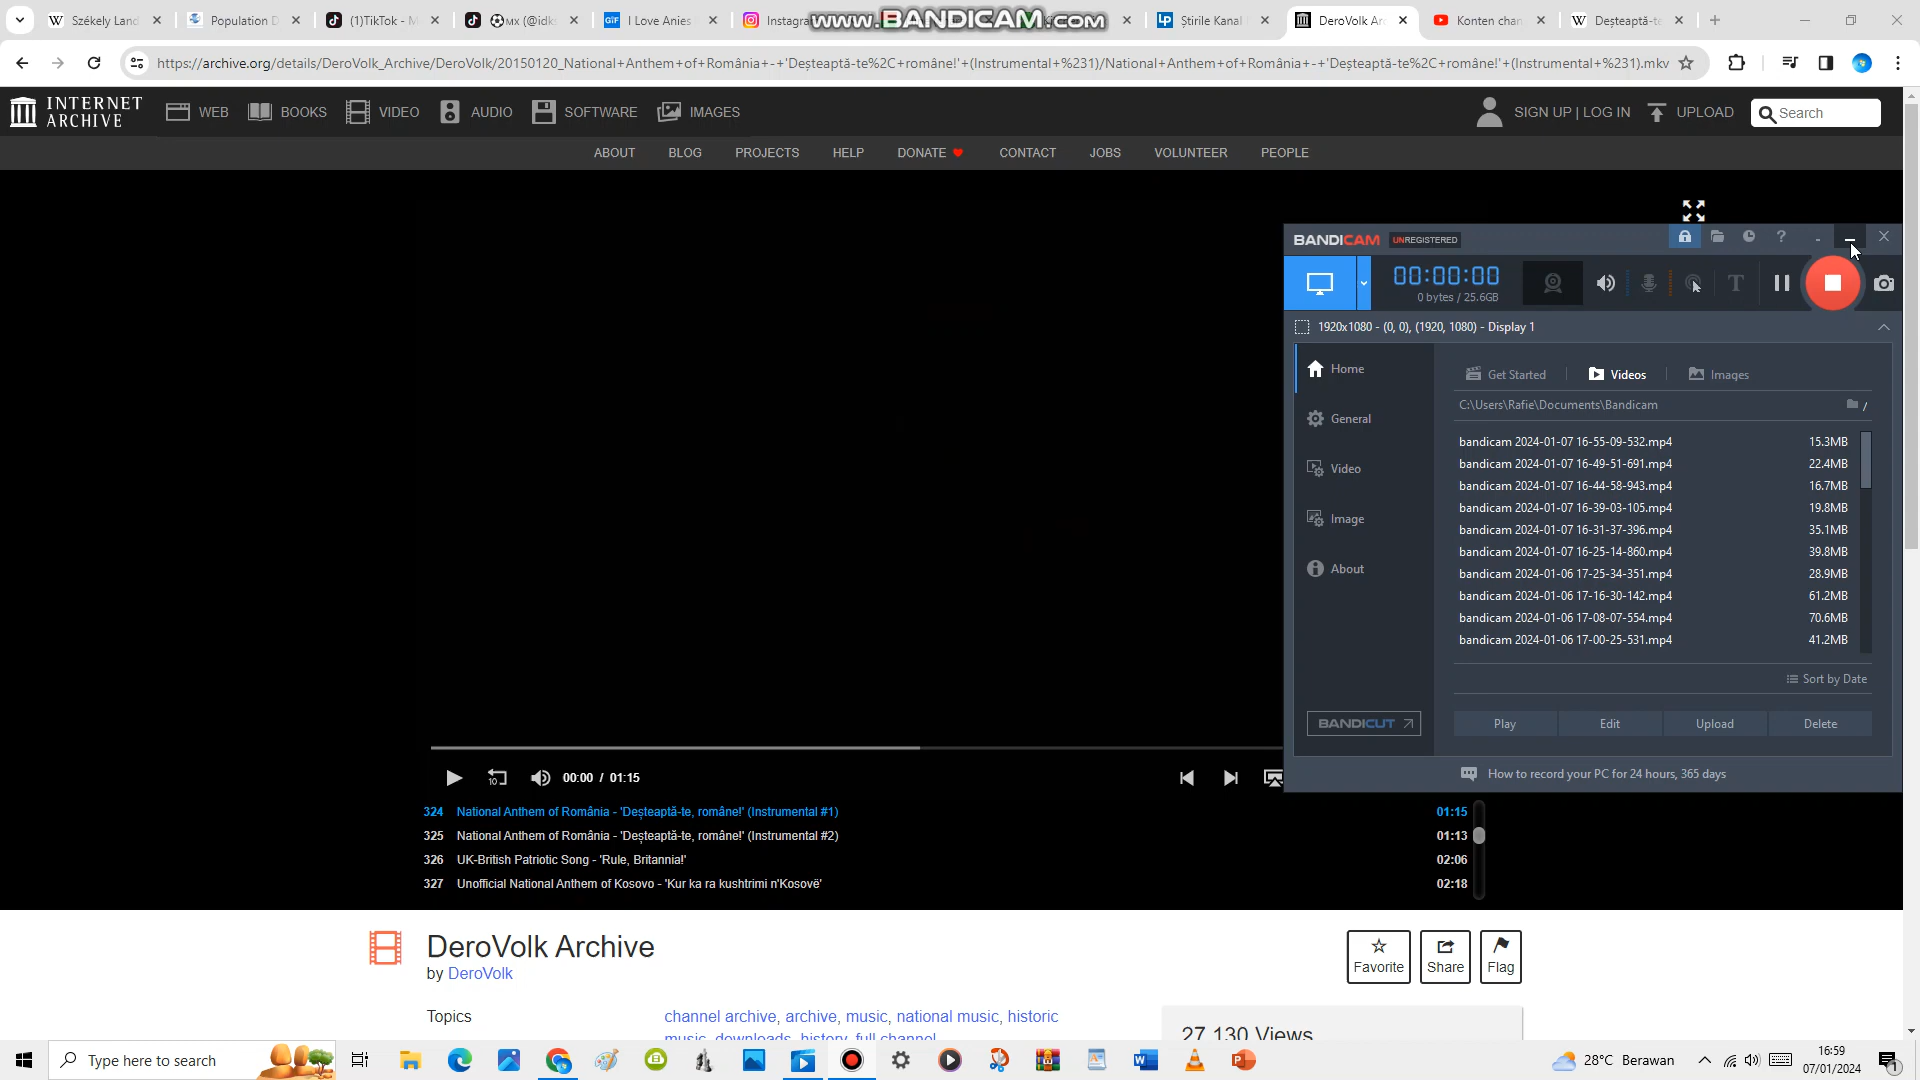 Székely Land
Population D
(1)TikTok - M
MX (@idk
I Love Anies
Instagra
www.BANDICAM.com
Știrile Kanal
DeroVolk Arc
Konten chan
Deșteaptă-te
https://archive.org/details/DeroVolk_Archive/DeroVolk/20150120_National+Anthem+of+România+-+'Deșteaptă-te%2C+române!'+(Instrumental+%231)/National+Anthem+of+România+-+'Deșteaptă-te%2C+române!'+(Instrumental+%231).mkv
INTERNET ARCHIVE
WEB BOOKS VIDEO AUDIO SOFTWARE IMAGES
SIGN UP | LOG IN UPLOAD Search
ABOUT BLOG PROJECTS HELP DONATE CONTACT JOBS VOLUNTEER PEOPLE
BANDICAM UNREGISTERED
00:00:00
0 bytes / 25.6GB
1920x1080 - (0, 0), (1920, 1080) - Display 1
Home
General
Video
Image
About
BANDICUT
Get Started Videos Images
C:\Users\Rafie\Documents\Bandicam
bandicam 2024-01-07 16-55-09-532.mp4 15.3MB
bandicam 2024-01-07 16-49-51-691.mp4 22.4MB
bandicam 2024-01-07 16-44-58-943.mp4 16.7MB
bandicam 2024-01-07 16-39-03-105.mp4 19.8MB
bandicam 2024-01-07 16-31-37-396.mp4 35.1MB
bandicam 2024-01-07 16-25-14-860.mp4 39.8MB
bandicam 2024-01-06 17-25-34-351.mp4 28.9MB
bandicam 2024-01-06 17-16-30-142.mp4 61.2MB
bandicam 2024-01-06 17-08-07-554.mp4 70.6MB
bandicam 2024-01-06 17-00-25-531.mp4 41.2MB
Sort by Date
Play Edit Upload Delete
How to record your PC for 24 hours, 365 days
10 00:00 / 01:15
324 National Anthem of România - 'Deșteaptă-te, române!' (Instrumental #1) 01:15
325 National Anthem of România - 'Deșteaptă-te, române!' (Instrumental #2) 01:13
326 UK-British Patriotic Song - 'Rule, Britannia!' 02:06
327 Unofficial National Anthem of Kosovo - 'Kur ka ra kushtrimi n'Kosovë' 02:18
DeroVolk Archive
by DeroVolk
Favorite Share Flag
Topics channel archive, archive, music, national music, historic
music, downloads, history, full channel
27,130 Views
Type here to search
28°C Berawan
16:59
07/01/2024
1